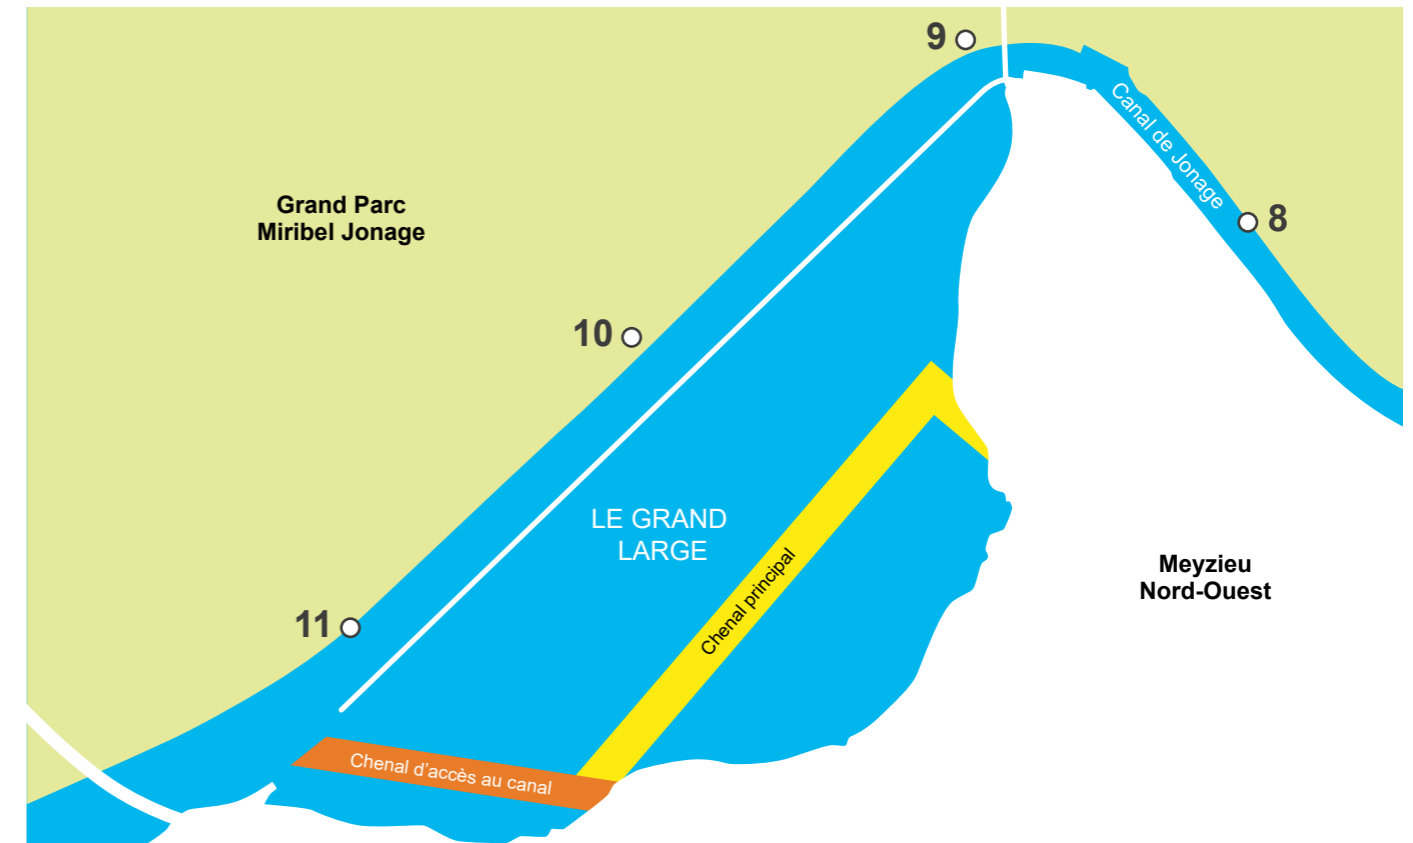 9
Canal de Jonage
Grand Parc
Miribel Jonage
8
10
LE GRAND
LARGE
Chenal principal
Meyzieu
Nord-Ouest
11
Chenal d'accès au canal